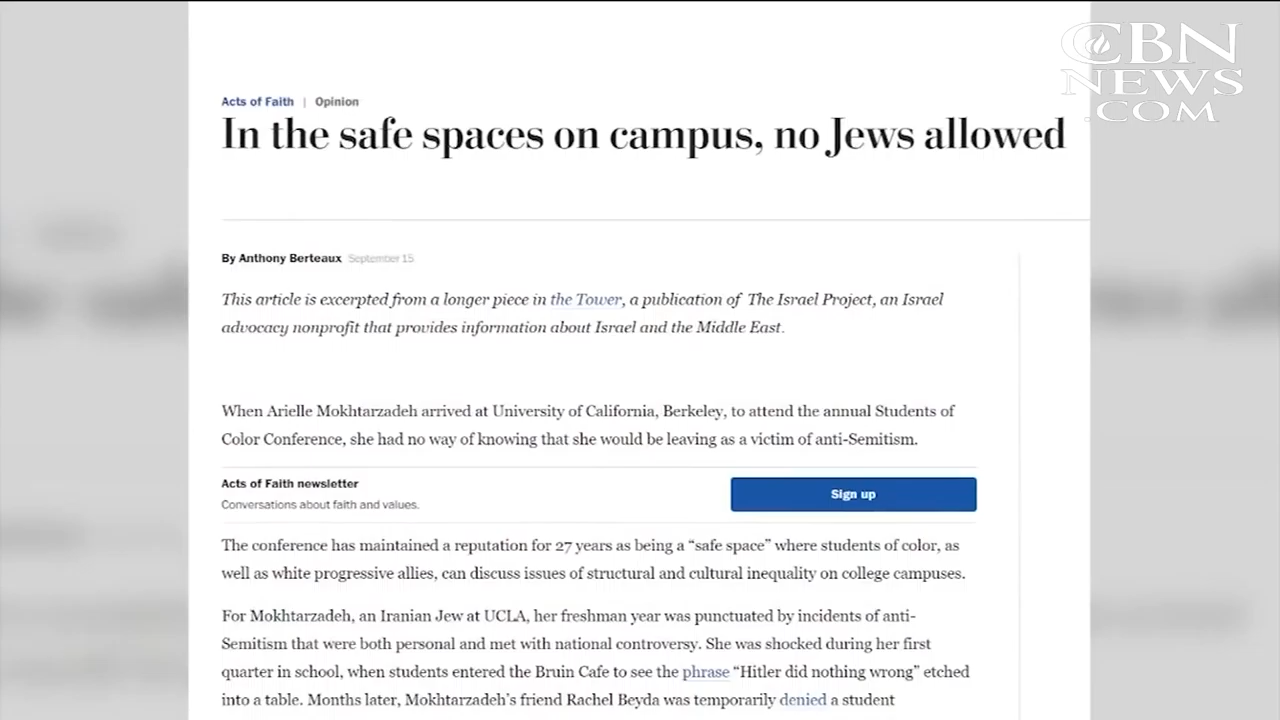 CBN
NEWS
.COM
Acts of Faith | Opinion
In the safe spaces on campus, no Jews allowed
By Anthony Berteaux September 15
This article is excerpted from a longer piece in the Tower, a publication of The Israel Project, an Israel
advocacy nonprofit that provides information about Israel and the Middle East.
When Arielle Mokhtarzadeh arrived at University of California, Berkeley, to attend the annual Students of
Color Conference, she had no way of knowing that she would be leaving as a victim of anti-Semitism.
Acts of Faith newsletter
Conversations about faith and values.
Sign up
The conference has maintained a reputation for 27 years as being a “safe space” where students of color, as
well as white progressive allies, can discuss issues of structural and cultural inequality on college campuses.
For Mokhtarzadeh, an Iranian Jew at UCLA, her freshman year was punctuated by incidents of anti-
Semitism that were both personal and met with national controversy. She was shocked during her first
quarter in school, when students entered the Bruin Cafe to see the phrase “Hitler did nothing wrong” etched
into a table. Months later, Mokhtarzadeh’s friend Rachel Beyda was temporarily denied a student